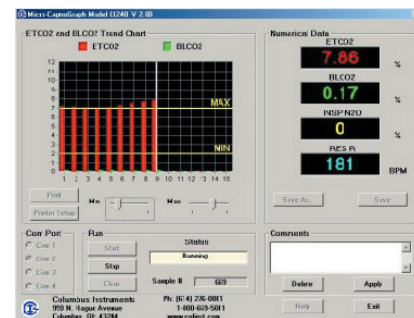 Micro-CapnoGraph Model CI240 V 2.00
ETCO2 and BLCO2 Trend Chart
ETCO2
BLCO2
12
11
10
9
8
7
6
5
4
3
2
1
0
MAX
MIN
1 2 3 4 5 6 7 8 9 10 11 12 13 14 15
Print
Printer Setup
Min
Max
Numerical Data
ETCO2
7.86 %
BLCO2
0.17 %
INSPN2O
0 %
RES R
181 BPM
Save As..
Save
Com Port
Com 1
Com 2
Com 3
Com 4
Run
Start
Stop
Clear
Status
Running
Sample # 669
Comments
Delete
Apply
Help
Exit
Columbus Instruments
950 N. Hague Avenue
Columbus, OH 43204
Ph: (614) 276-0861
1-800-669-5011
www.colinst.com